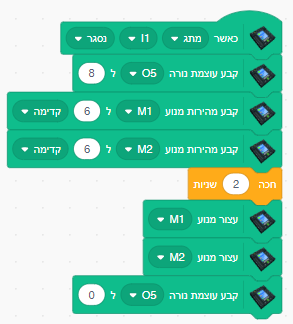 כאשר מתג I1 נסגר
קבע עוצמת נורה O5 ל 8
קבע מהירות מנוע M1 ל 6 קדימה
קבע מהירות מנוע M2 ל 6 קדימה
חכה 2 שניות
עצור מנוע M1
עצור מנוע M2
קבע עוצמת נורה O5 ל 0